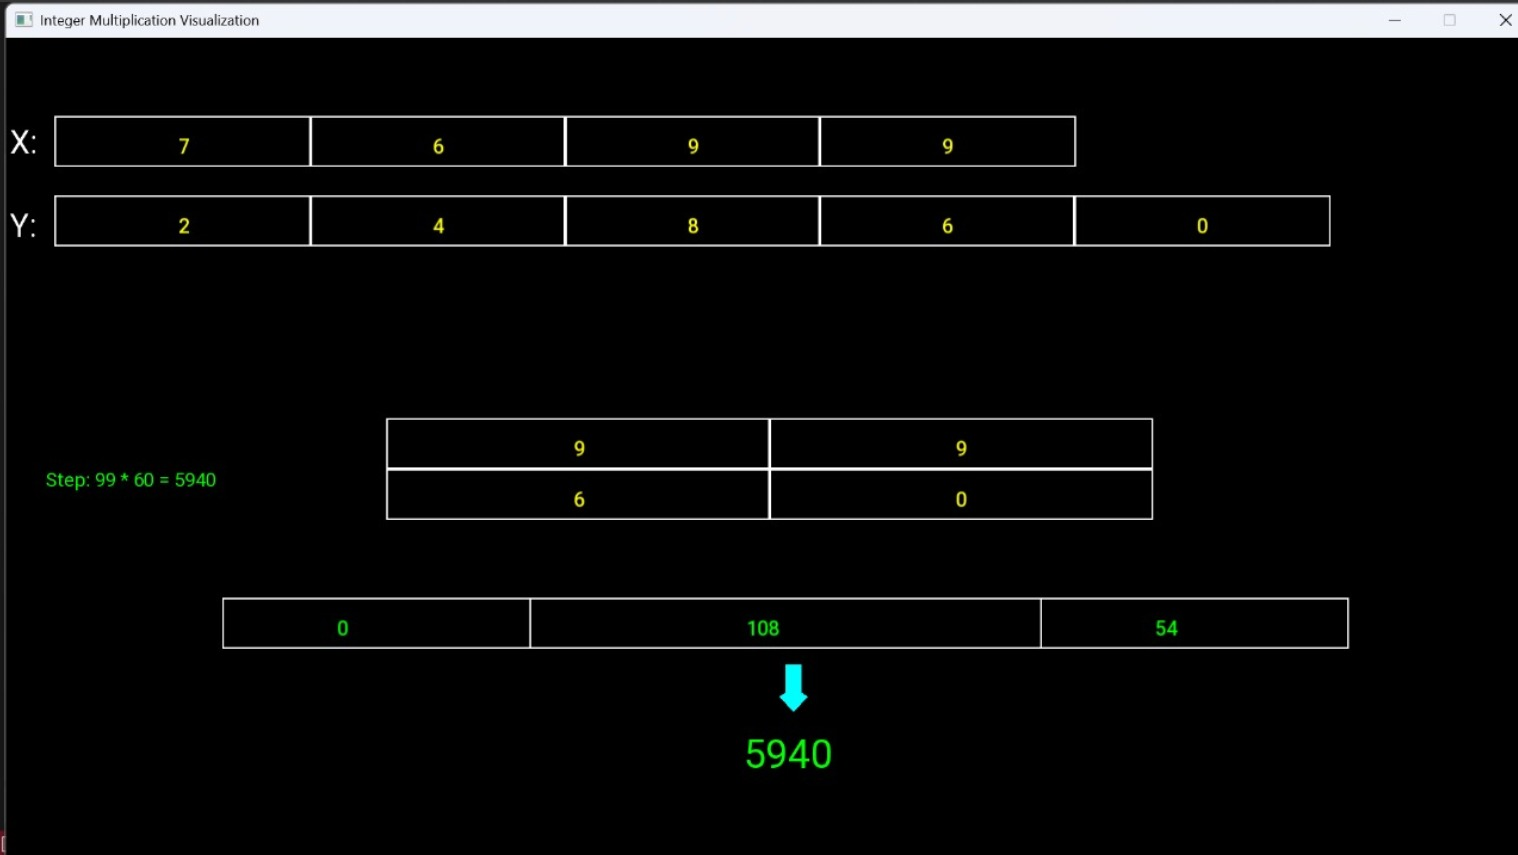 Integer Multiplication Visualization
X: 7 6 9 9
Y: 2 4 8 6 0
9 9
Step: 99 * 60 = 5940
6 0
0 108 54
5940